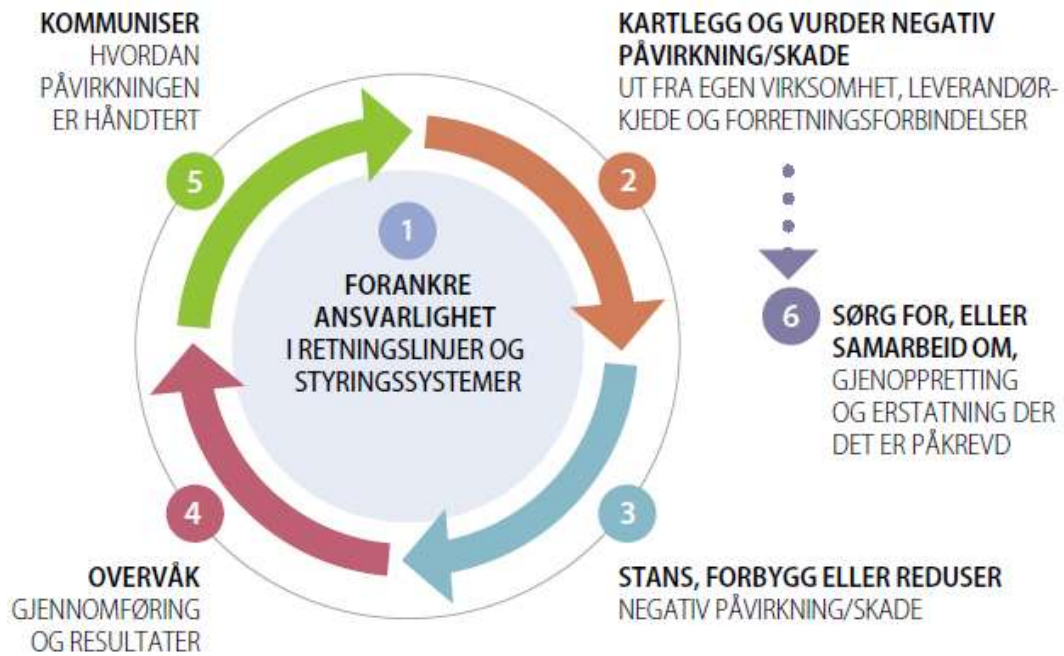 1
FORANKRE
ANSVARLIGHET
I RETNINGSLINJER OG
STYRINGSSYSTEMER
2
KARTLEGG OG VURDER NEGATIV
PÅVIRKNING/SKADE
UT FRA EGEN VIRKSOMHET, LEVERANDØR-
KJEDE OG FORRETNINGSFORBINDELSER
3
STANS, FORBYGG ELLER REDUSER
NEGATIV PÅVIRKNING/SKADE
4
OVERVÅK
GJENNOMFØRING
OG RESULTATER
5
KOMMUNISER
HVORDAN
PÅVIRKNINGEN
ER HÅNDTERT
6
SØRG FOR, ELLER
SAMARBEID OM,
GJENOPPRETTING
OG ERSTATNING DER
DET ER PÅKREVD